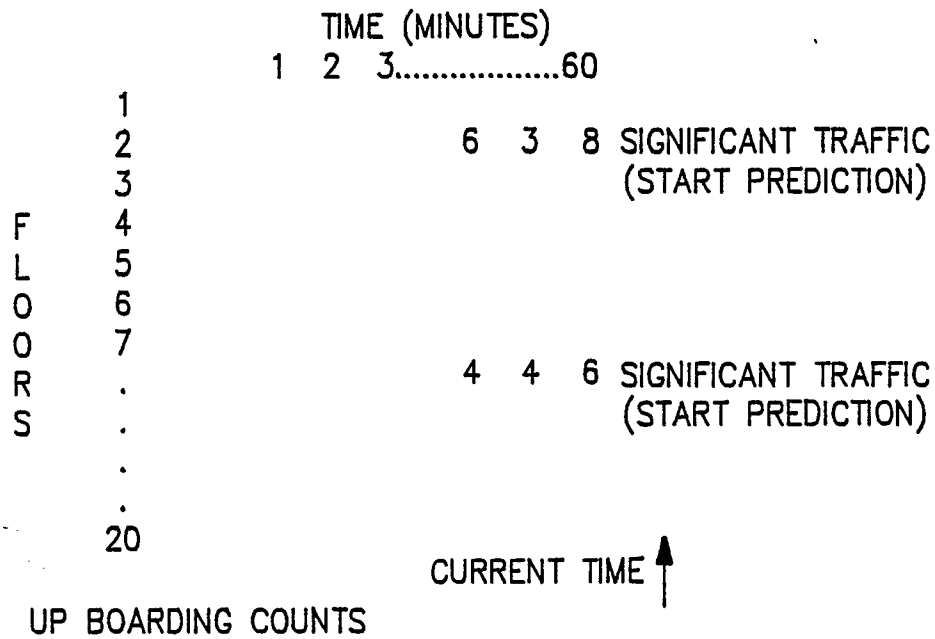 TIME (MINUTES)
1 2 3..................60
1
2 6 3 8 SIGNIFICANT TRAFFIC
3 (START PREDICTION)
F 4
L 5
O 6
O 7
R . 4 4 6 SIGNIFICANT TRAFFIC
S . (START PREDICTION)
.
.
20
CURRENT TIME
UP BOARDING COUNTS